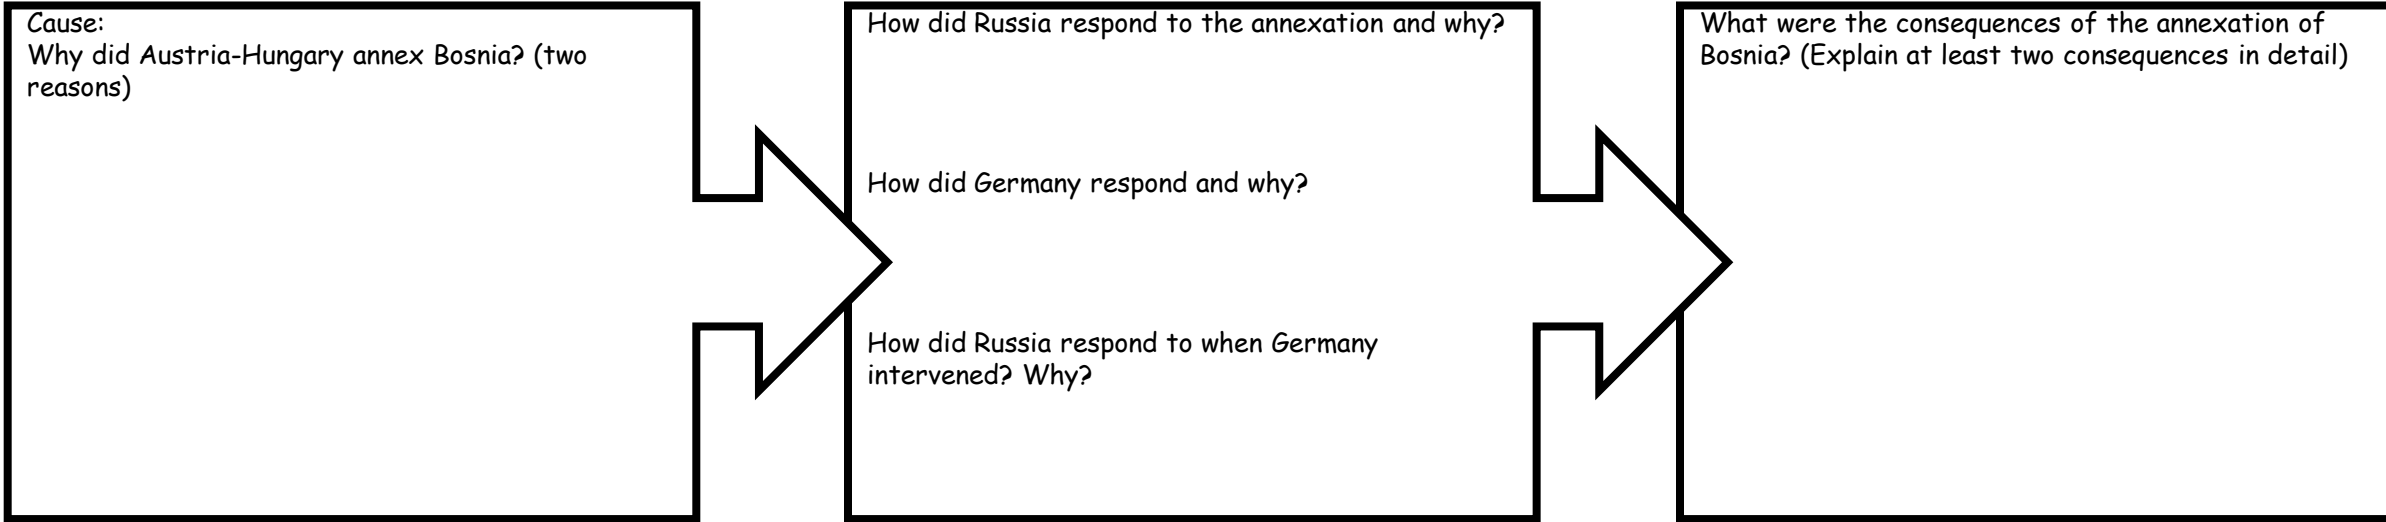 Cause:
Why did Austria-Hungary annex Bosnia? (two
reasons)
How did Russia respond to the annexation and why?
How did Germany respond and why?
How did Russia respond to when Germany
intervened? Why?
What were the consequences of the annexation of
Bosnia? (Explain at least two consequences in detail)